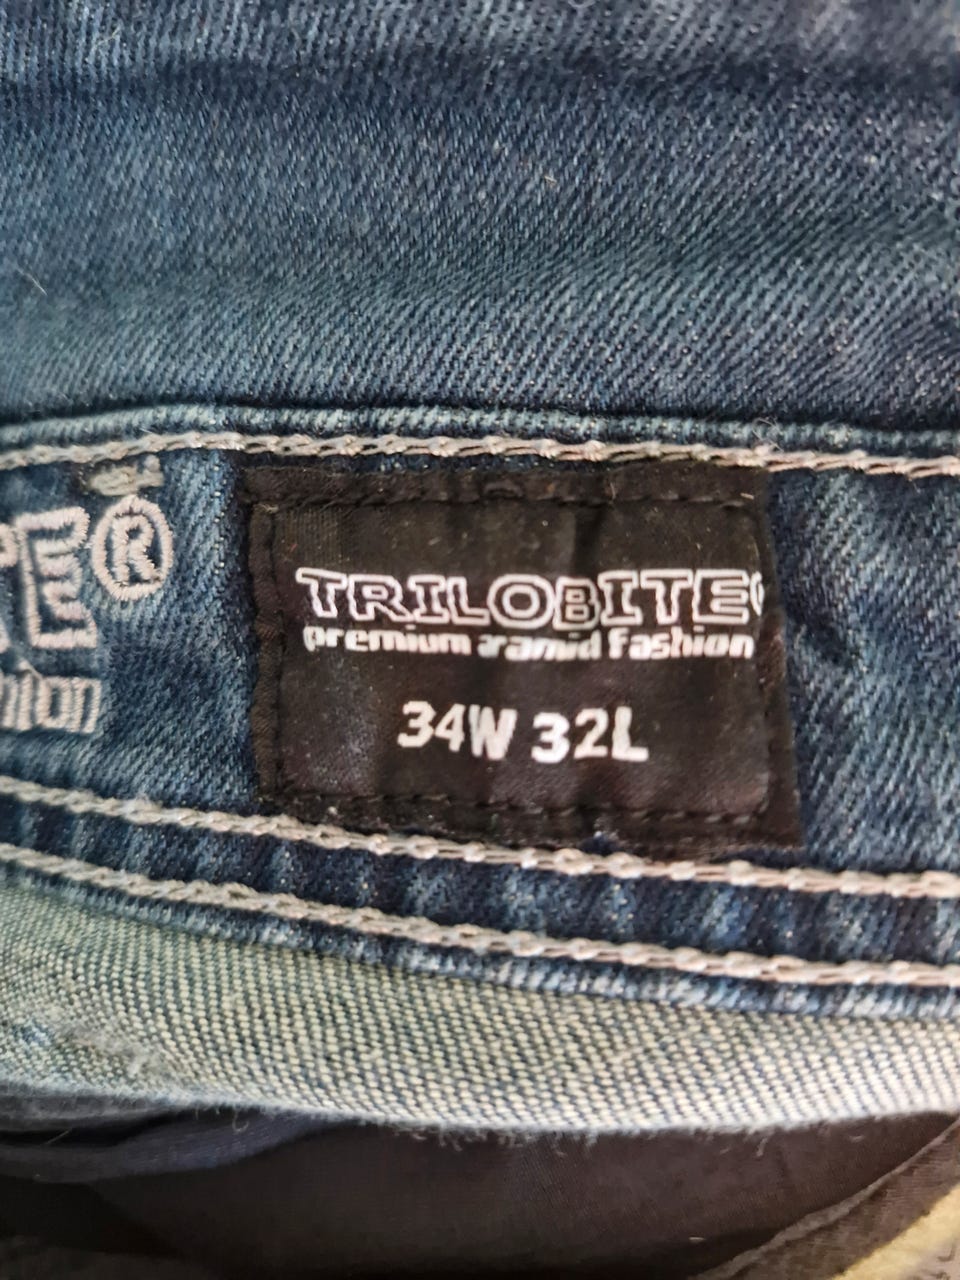 E®
TRILOBITE
premium aramid fashion
34W 32L